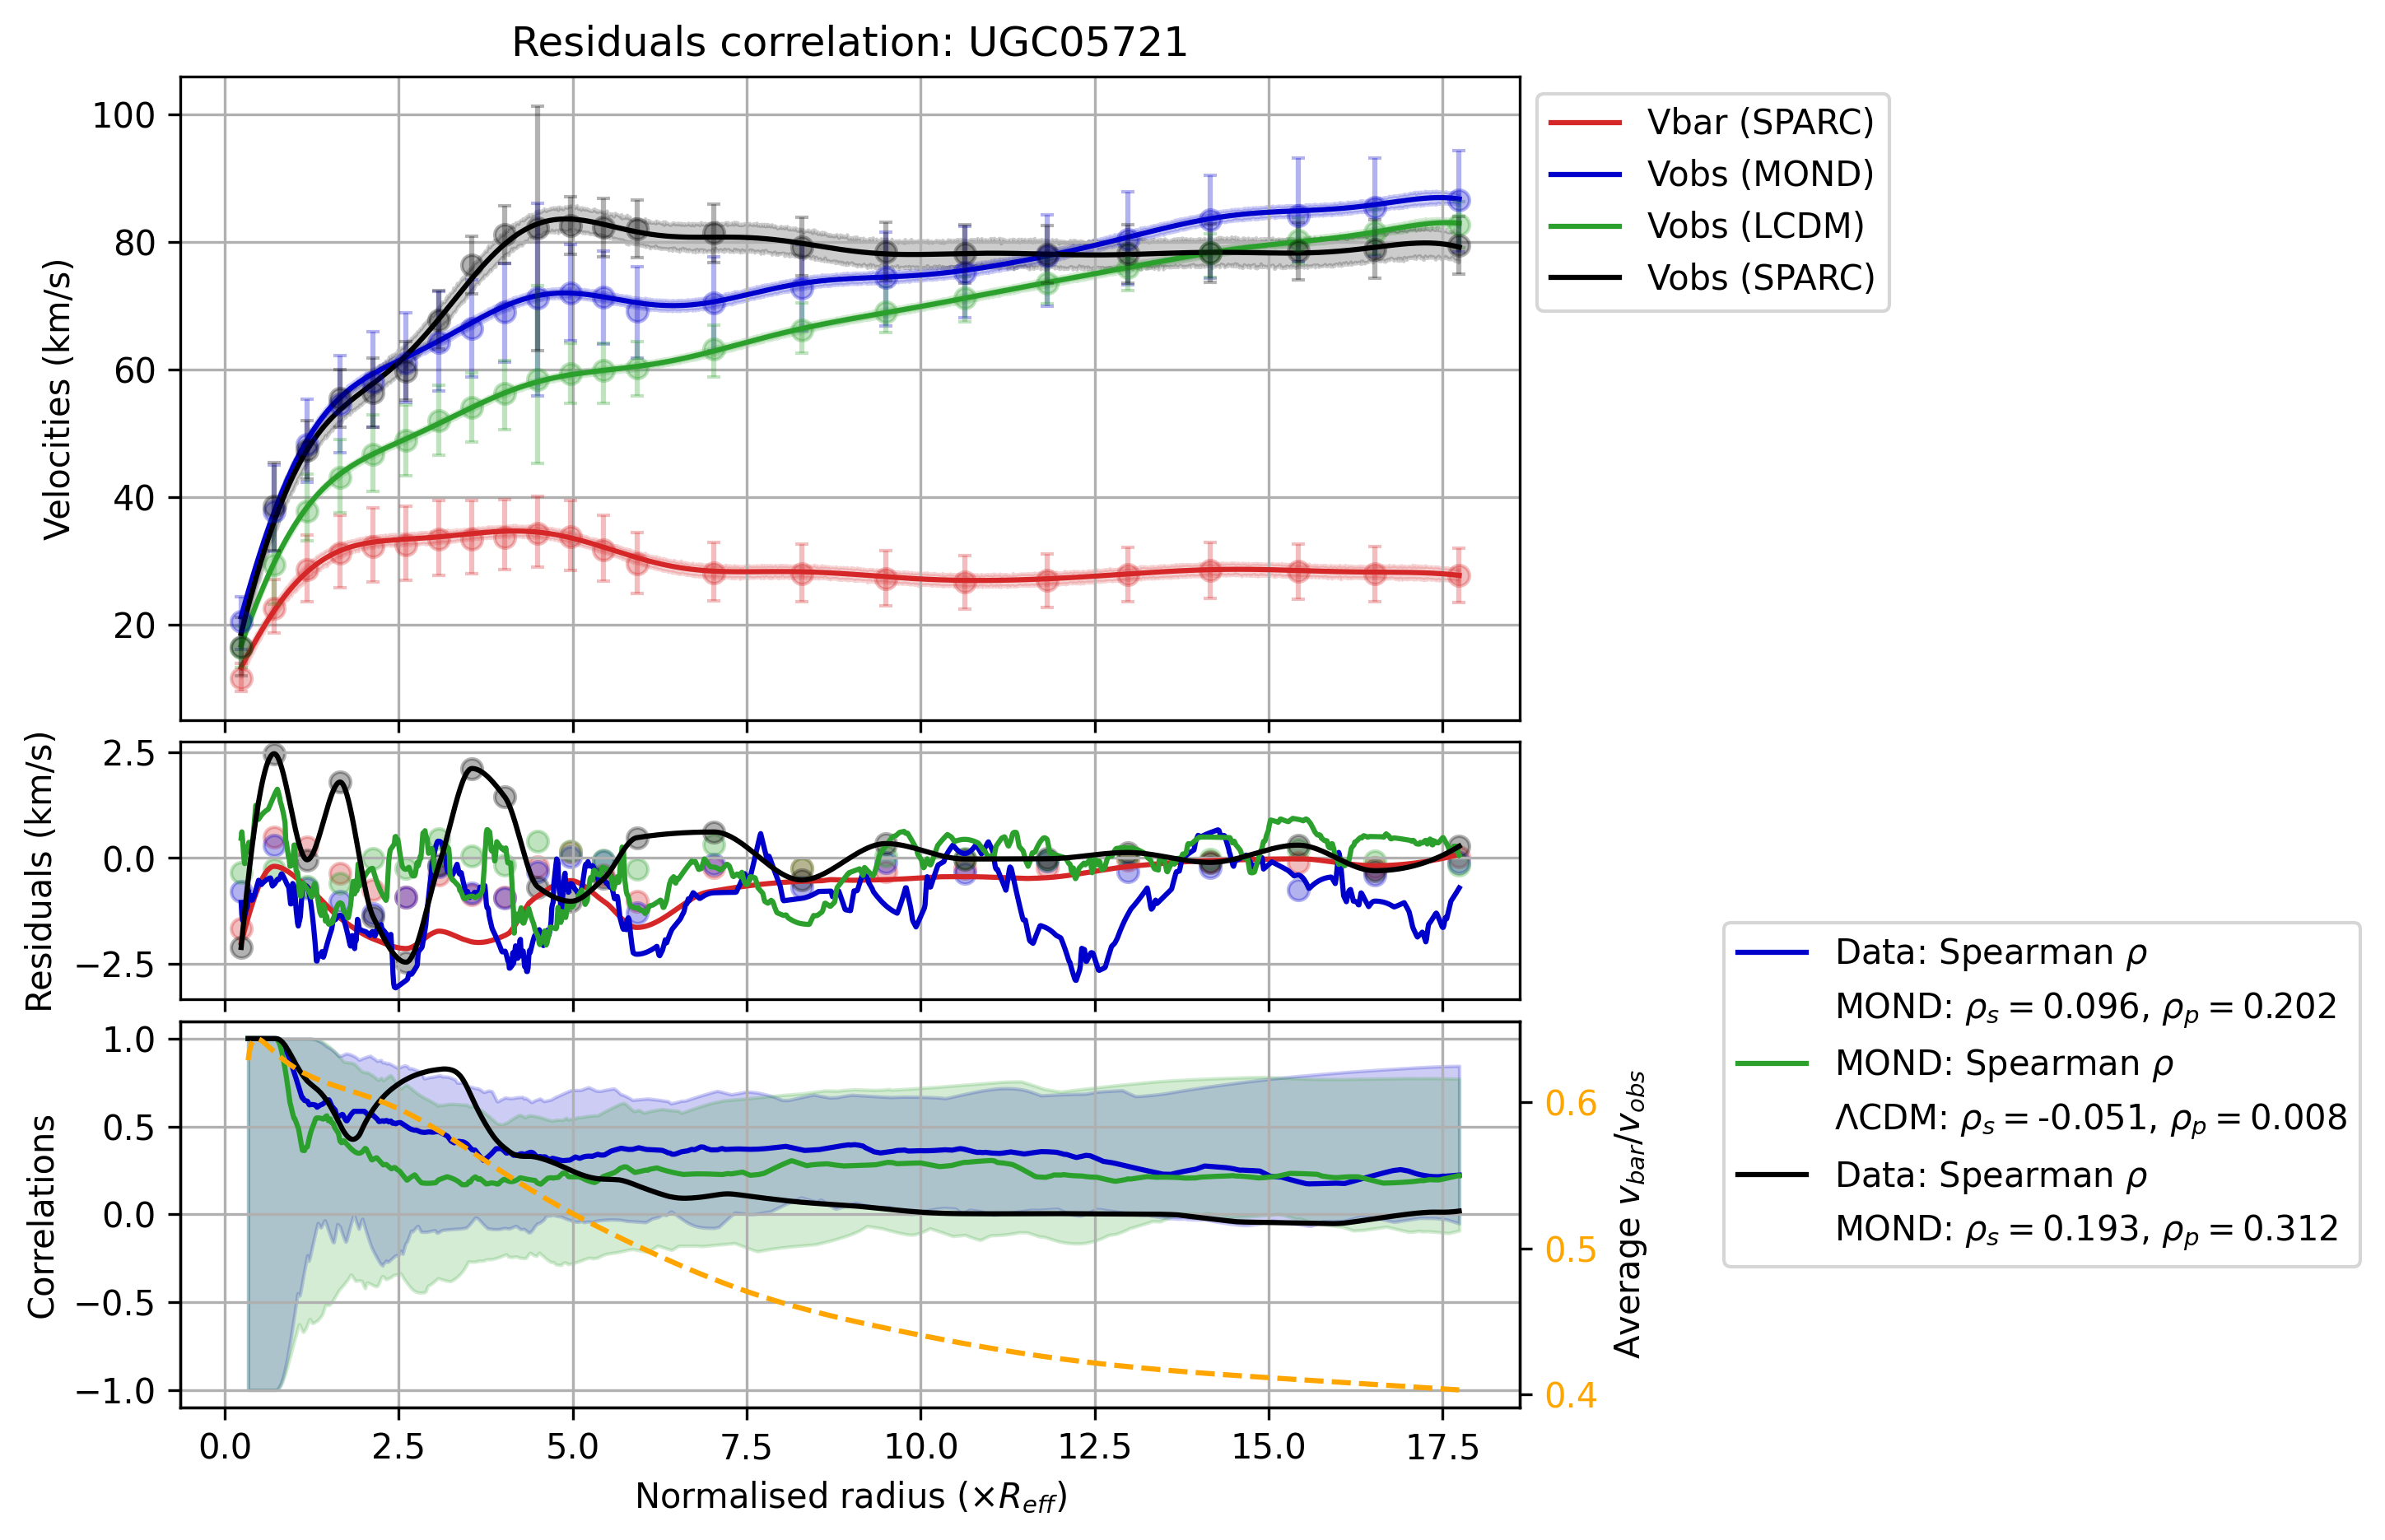 Residuals correlation: UGC05721
100
80
60
40
20
Velocities (km/s)
Vbar (SPARC)
Vobs (MOND)
Vobs (LCDM)
Vobs (SPARC)
2.5
0.0
−2.5
Residuals (km/s)
1.0
0.5
0.0
−0.5
−1.0
Correlations
0.6
0.5
0.4
Average v_bar/v_obs
Data: Spearman ρ
MOND: ρ_s = 0.096, ρ_p = 0.202
MOND: Spearman ρ
ΛCDM: ρ_s = -0.051, ρ_p = 0.008
Data: Spearman ρ
MOND: ρ_s = 0.193, ρ_p = 0.312
0.0 2.5 5.0 7.5 10.0 12.5 15.0 17.5
Normalised radius (×R_eff)